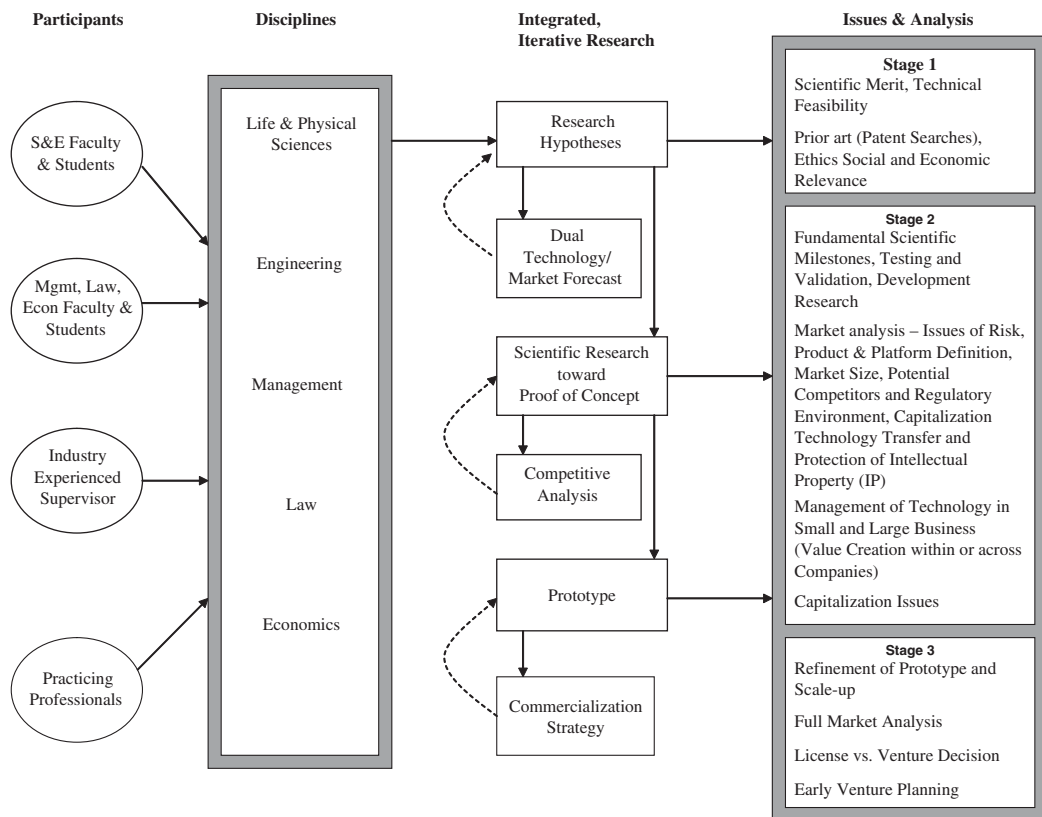 Participants
Disciplines
Integrated,
Iterative Research
Issues & Analysis
S&E Faculty
& Students
Mgmt, Law,
Econ Faculty &
Students
Industry
Experienced
Supervisor
Practicing
Professionals
Life & Physical
Sciences
Engineering
Management
Law
Economics
Research
Hypotheses
Dual
Technology/
Market Forecast
Scientific Research
toward
Proof of Concept
Competitive
Analysis
Prototype
Commercialization
Strategy
Stage 1
Scientific Merit, Technical
Feasibility
Prior art (Patent Searches),
Ethics Social and Economic
Relevance
Stage 2
Fundamental Scientific
Milestones, Testing and
Validation, Development
Research
Market analysis – Issues of Risk,
Product & Platform Definition,
Market Size, Potential
Competitors and Regulatory
Environment, Capitalization
Technology Transfer and
Protection of Intellectual
Property (IP)
Management of Technology in
Small and Large Business
(Value Creation within or across
Companies)
Capitalization Issues
Stage 3
Refinement of Prototype and
Scale-up
Full Market Analysis
License vs. Venture Decision
Early Venture Planning